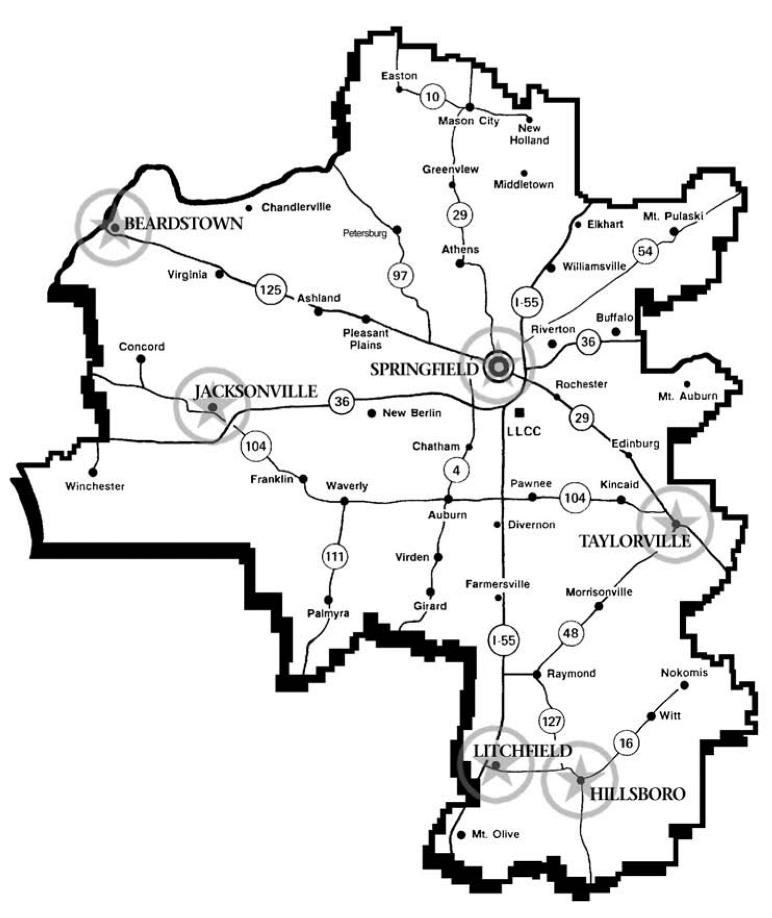 Easton
10
Mason City
New
Holland
Greenview
Middletown
Chandlerville
29
Mt. Pulaski
BEARDSTOWN
Petersburg
Elkhart
Athens
54
Virginia
97
Williamsville
125
Ashland
I-55
Pleasant
Plains
Riverton
Buffalo
36
Concord
SPRINGFIELD
Rochester
Mt. Auburn
JACKSONVILLE
36
New Berlin
LLCC
29
104
Chatham
Edinburg
4
Winchester
Franklin
Waverly
Pawnee
104
Kincaid
Auburn
Divernon
TAYLORVILLE
111
Virden
Farmersville
Morrisonville
Palmyra
Girard
I-55
48
Raymond
Nokomis
127
Witt
16
LITCHFIELD
HILLSBORO
Mt. Olive